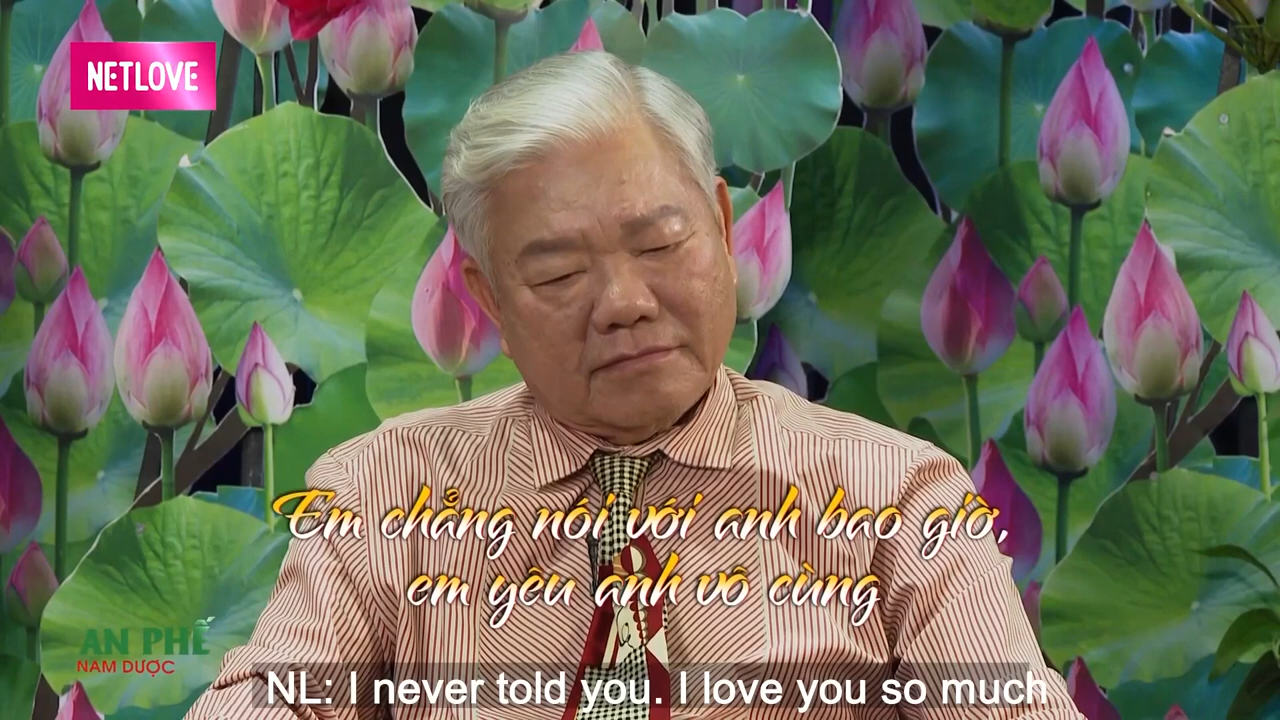 NETLOVE
Em chẳng nói với anh bao giờ,
em yêu anh vô cùng
AN PHẾ
NAM DƯỢC
NL: I never told you. I love you so much